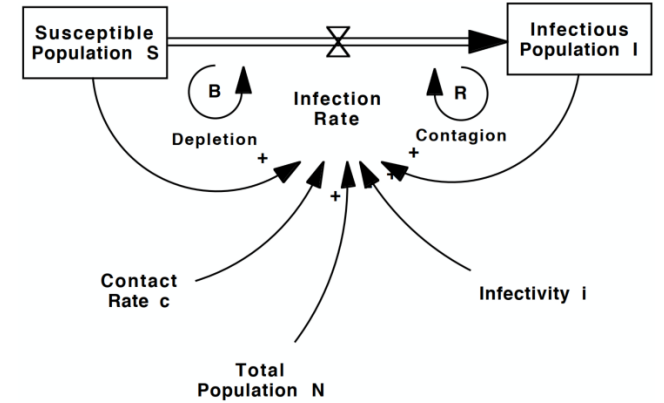 Susceptible
Population S
Infectious
Population I
B
R
Infection
Rate
Depletion
Contagion
+
+
+
+
Contact
Rate c
Infectivity i
Total
Population N